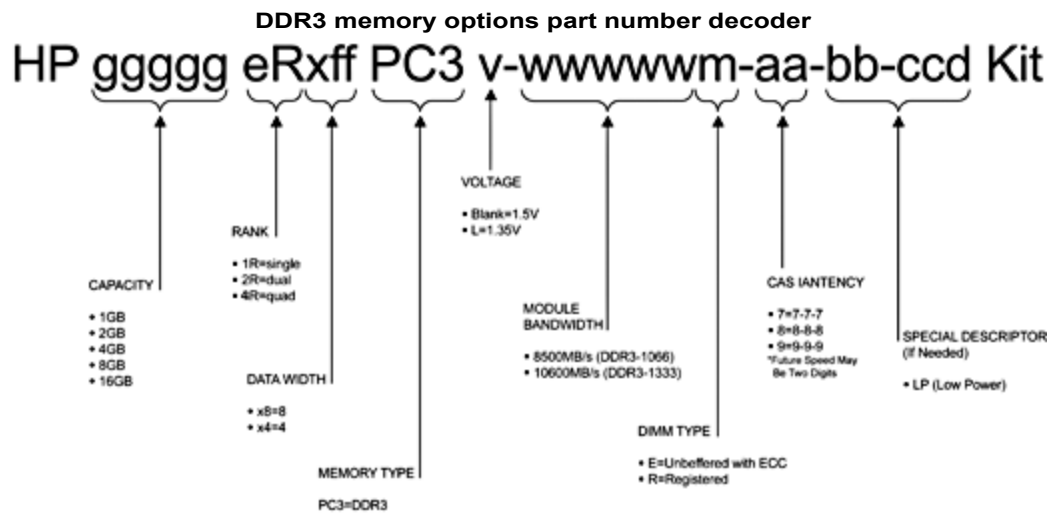 DDR3 memory options part number decoder
HP ggggg eRxff PC3 v-wwwwwm-aa-bb-ccd Kit
VOLTAGE
• Blank=1.5V
• L=1.35V
RANK
• 1R=single
• 2R=dual
• 4R=quad
CAPACITY
• 1GB
• 2GB
• 4GB
• 8GB
• 16GB
CAS IANTENCY
• 7=7-7-7
• 8=8-8-8
• 9=9-9-9
*Future Speed May
Be Two Digits
MODULE
BANDWIDTH
• 8500MB/s (DDR3-1066)
• 10600MB/s (DDR3-1333)
SPECIAL DESCRIPTOR
(If Needed)
• LP (Low Power)
DATA WIDTH
• x8=8
• x4=4
DIMM TYPE
• E=Unbeffered with ECC
• R=Registered
MEMORY TYPE
PC3=DDR3